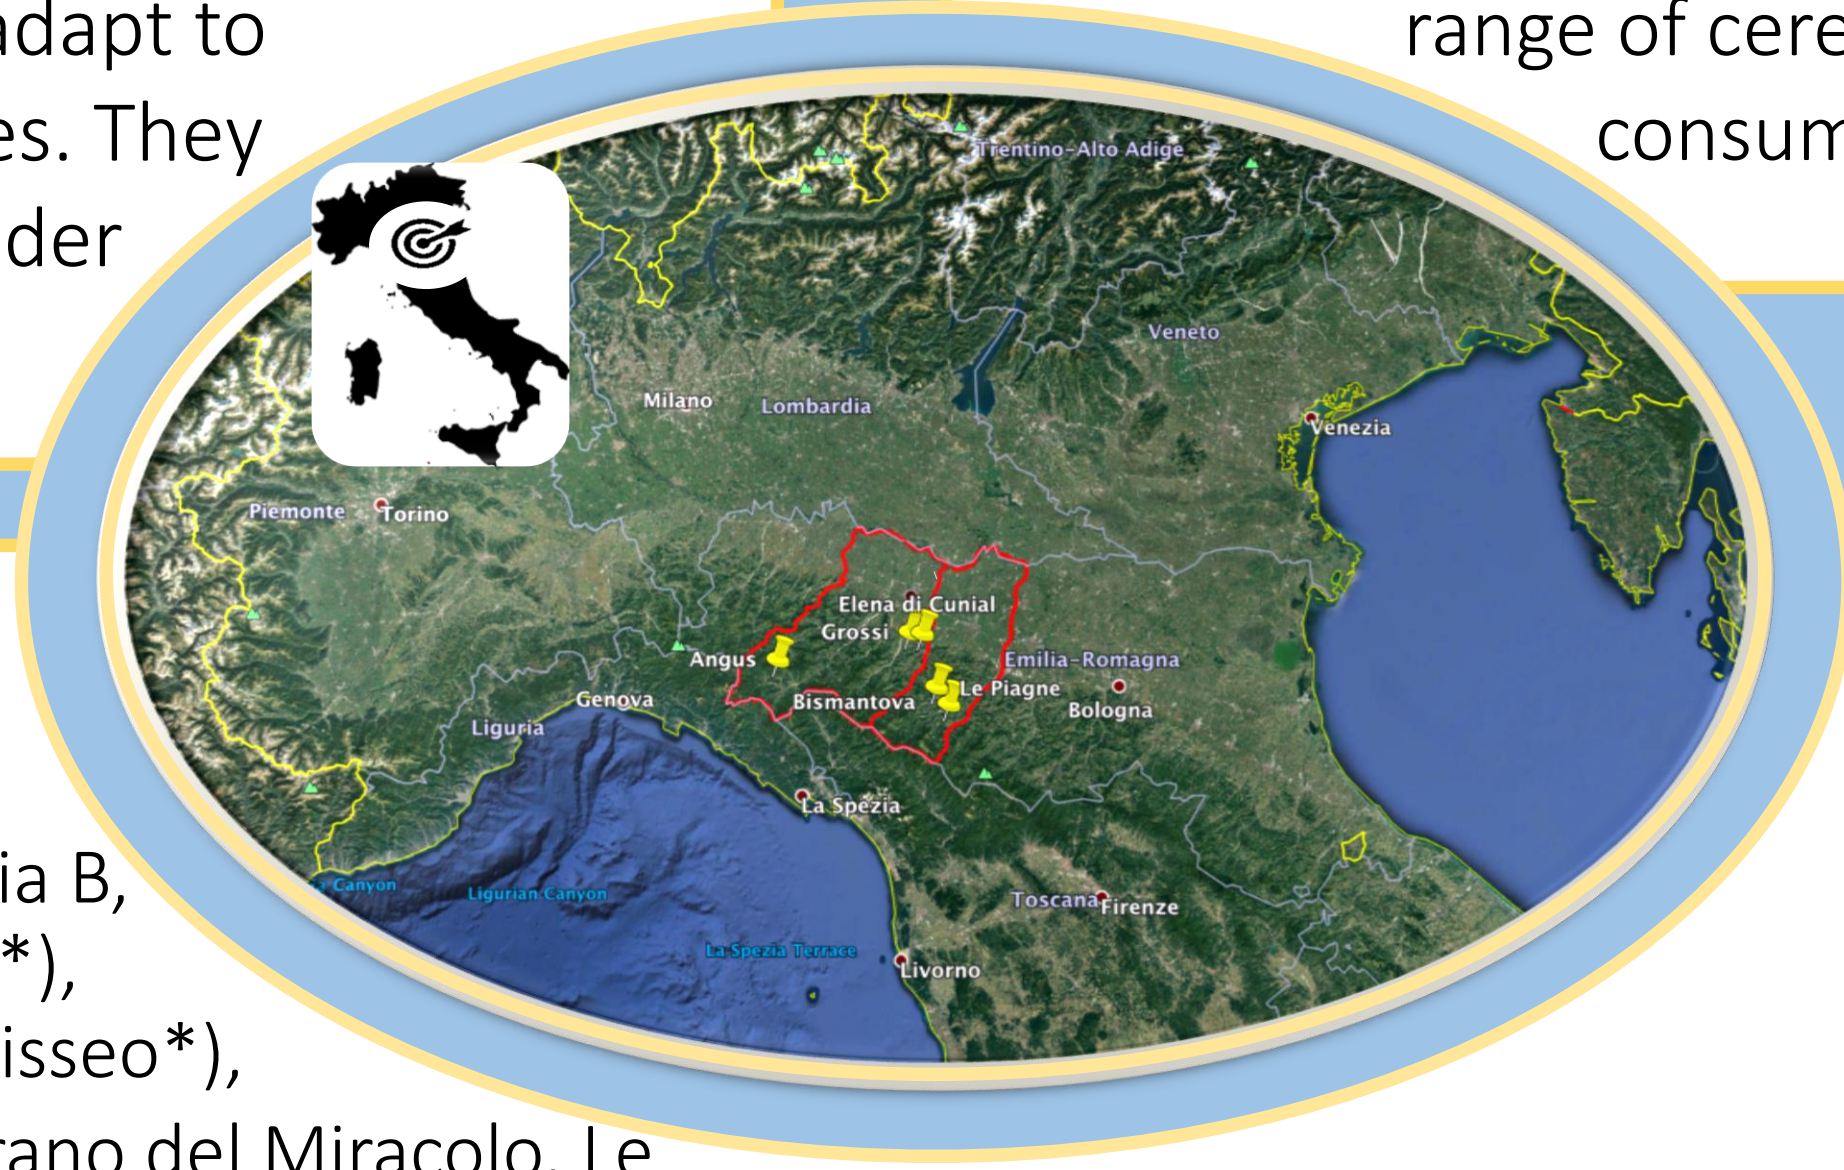 adapt to
range of cere
es. They
consum
der
Trentino-Alto Adige
Veneto
Milano
Lombardia
Venezia
Piemonte
Torino
Elena di Cunial
Grossi
Angus
Emilia-Romagna
Le Piagne
Genova
Bismantova
Bologna
Liguria
La Spezia
ia B,
Canyon
Ligurian Canyon
Toscana
Firenze
*),
La Spezia Terrace
Livorno
isseo*),
rano del Miracolo, Le